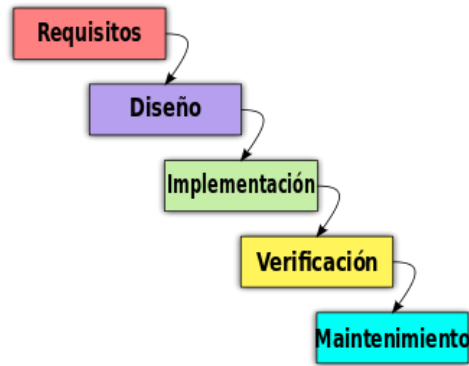 Requisitos
Diseño
Implementación
Verificación
Maintenimiento